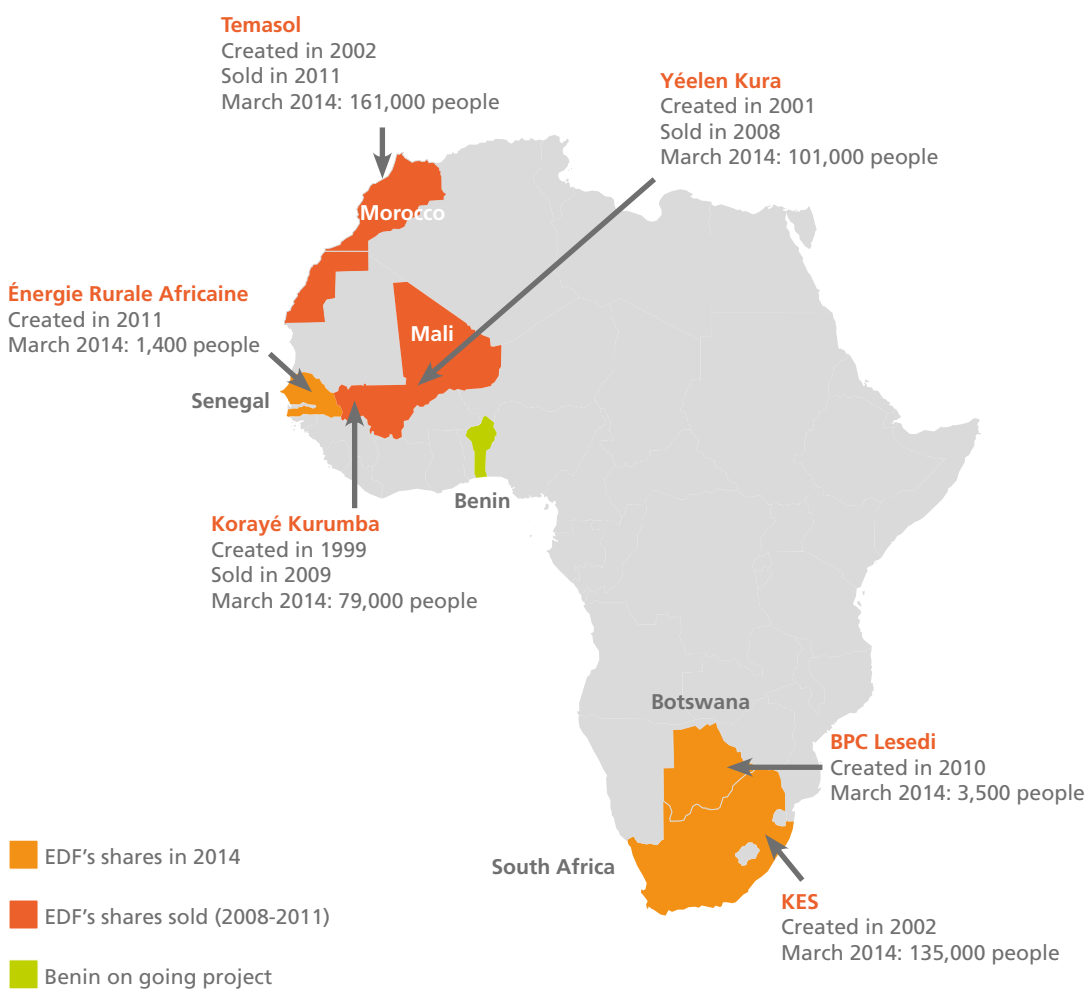 Temasol
Created in 2002
Sold in 2011
March 2014: 161,000 people
Yéelen Kura
Created in 2001
Sold in 2008
March 2014: 101,000 people
Morocco
Énergie Rurale Africaine
Created in 2011
March 2014: 1,400 people
Mali
Senegal
Benin
Korayé Kurumba
Created in 1999
Sold in 2009
March 2014: 79,000 people
Botswana
BPC Lesedi
Created in 2010
March 2014: 3,500 people
South Africa
KES
Created in 2002
March 2014: 135,000 people
EDF's shares in 2014
EDF's shares sold (2008-2011)
Benin on going project